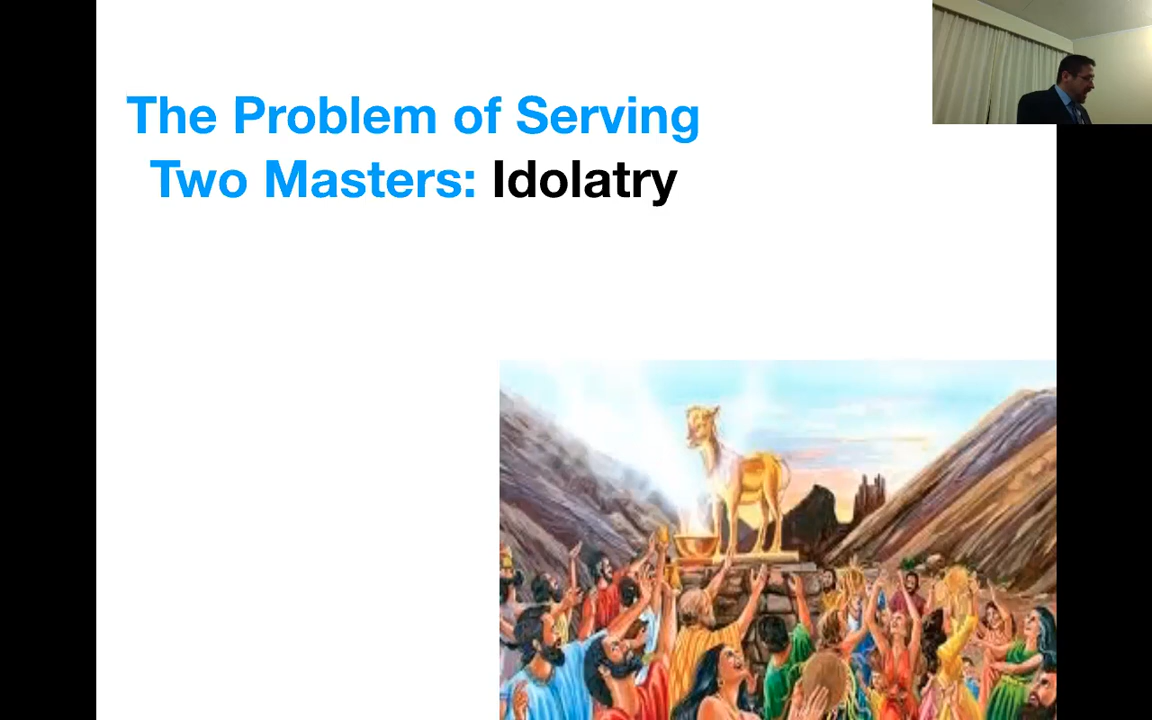 The Problem of Serving
Two Masters: Idolatry